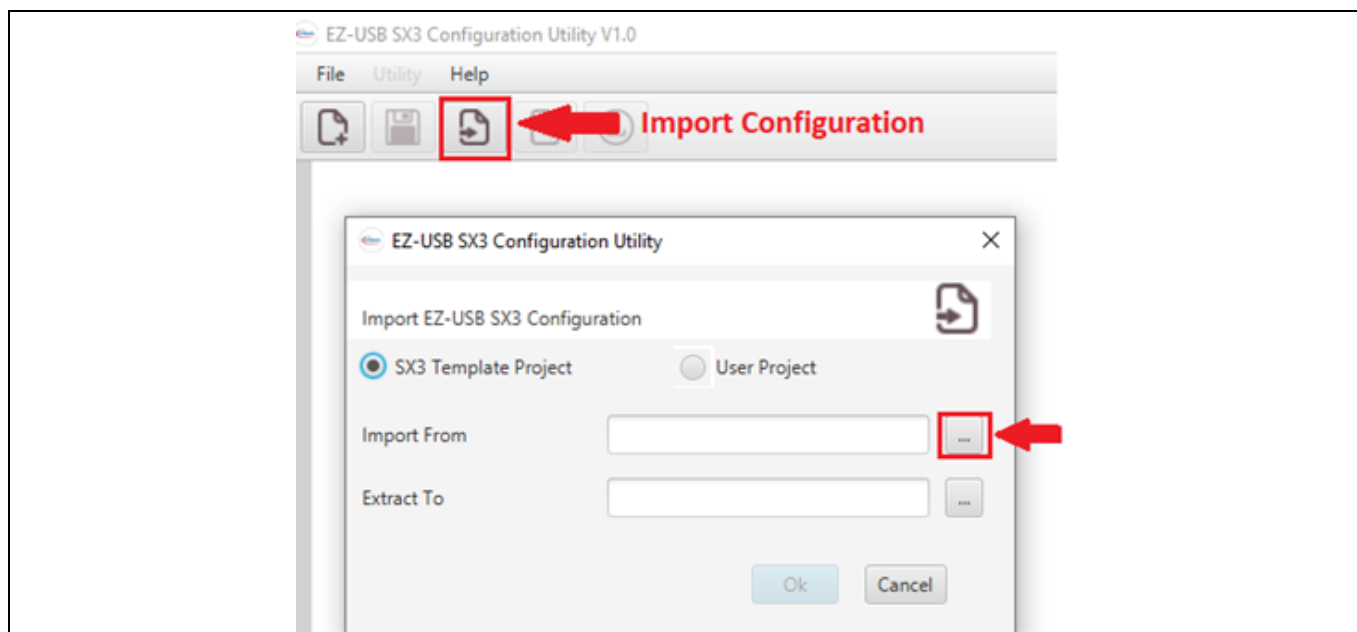 EZ-USB SX3 Configuration Utility V1.0
File Utility Help
Import Configuration
EZ-USB SX3 Configuration Utility
Import EZ-USB SX3 Configuration
SX3 Template Project User Project
Import From ...
Extract To ...
Ok Cancel